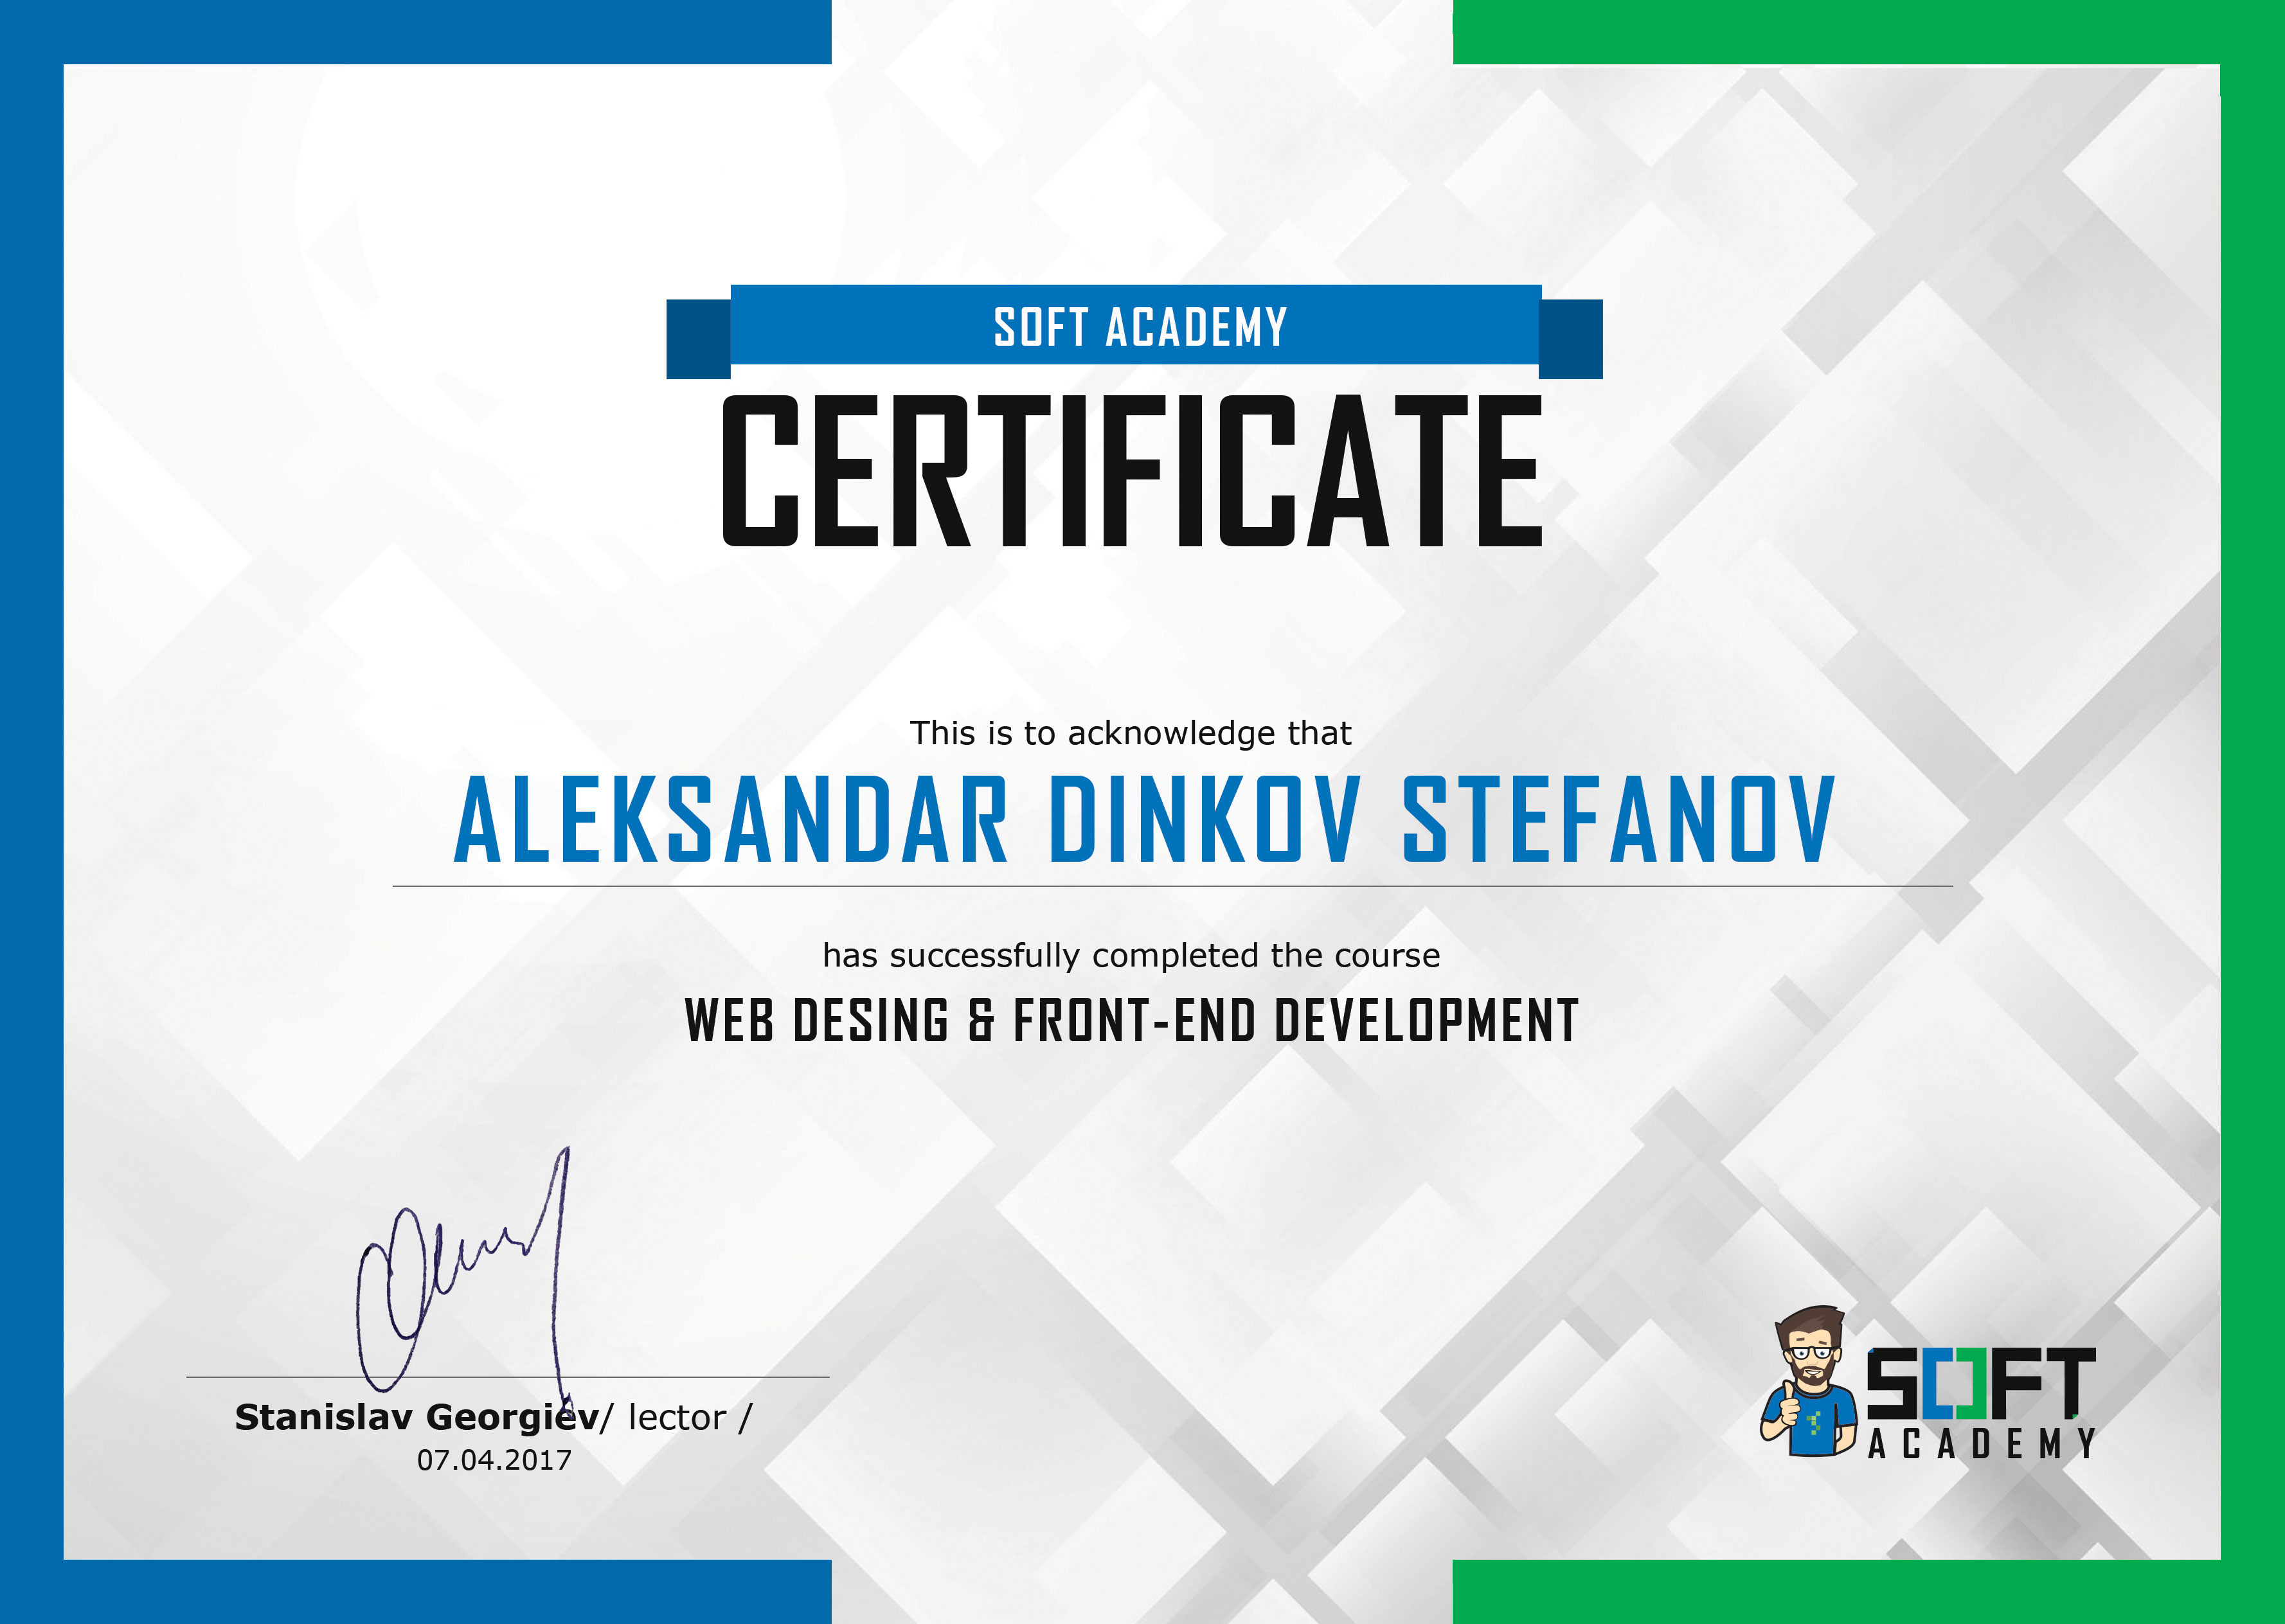 SOFT ACADEMY
CERTIFICATE
This is to acknowledge that
ALEKSANDAR DINKOV STEFANOV
has successfully completed the course
WEB DESING & FRONT-END DEVELOPMENT
Stanislav Georgiev/ lector /
07.04.2017
SOFT
ACADEMY